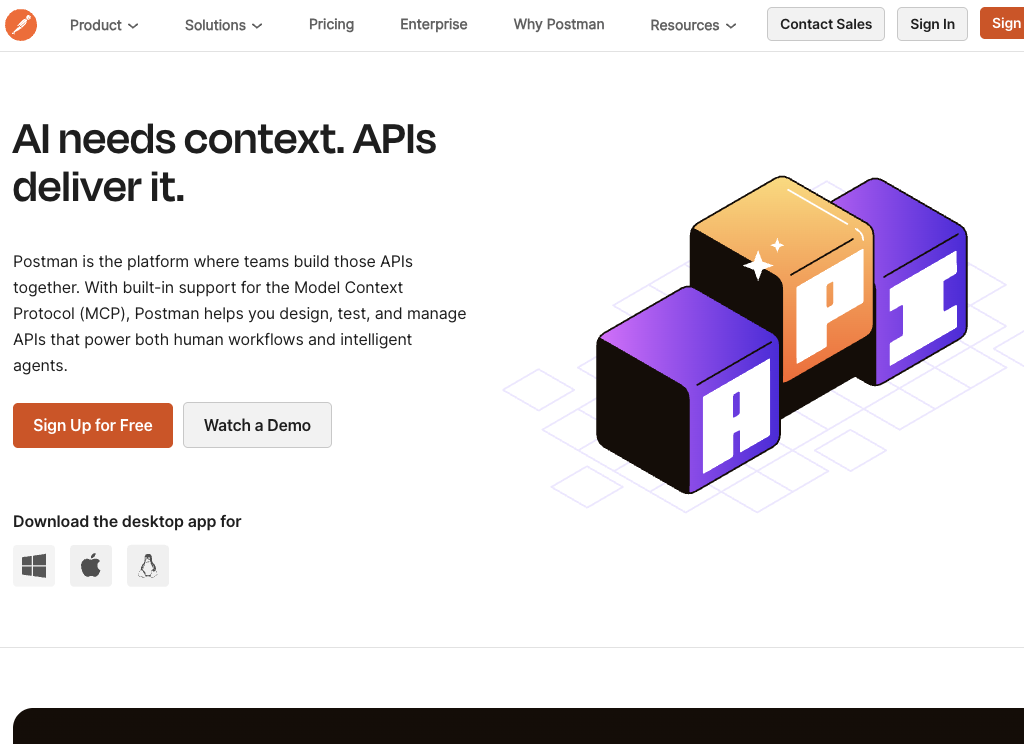 Product
Solutions
Pricing
Enterprise
Why Postman
Resources
Contact Sales
Sign In
Sign
AI needs context. APIs
deliver it.
Postman is the platform where teams build those APIs
together. With built-in support for the Model Context
Protocol (MCP), Postman helps you design, test, and manage
APIs that power both human workflows and intelligent
agents.
Sign Up for Free
Watch a Demo
Download the desktop app for
A
P
I